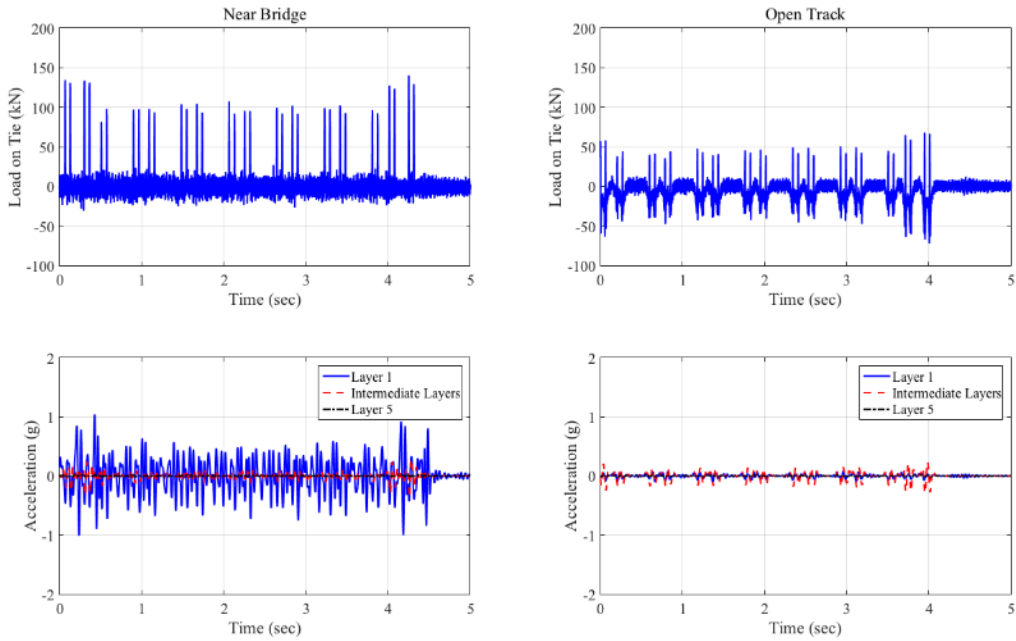 Near Bridge
200
150
100
50
0
-50
-100
Load on Tie (kN)
0 1 2 3 4 5
Time (sec)
Open Track
200
150
100
50
0
-50
-100
Load on Tie (kN)
0 1 2 3 4 5
Time (sec)
2
1
0
-1
-2
Acceleration (g)
Layer 1
Intermediate Layers
Layer 5
0 1 2 3 4 5
Time (sec)
2
1
0
-1
-2
Acceleration (g)
Layer 1
Intermediate Layers
Layer 5
0 1 2 3 4 5
Time (sec)